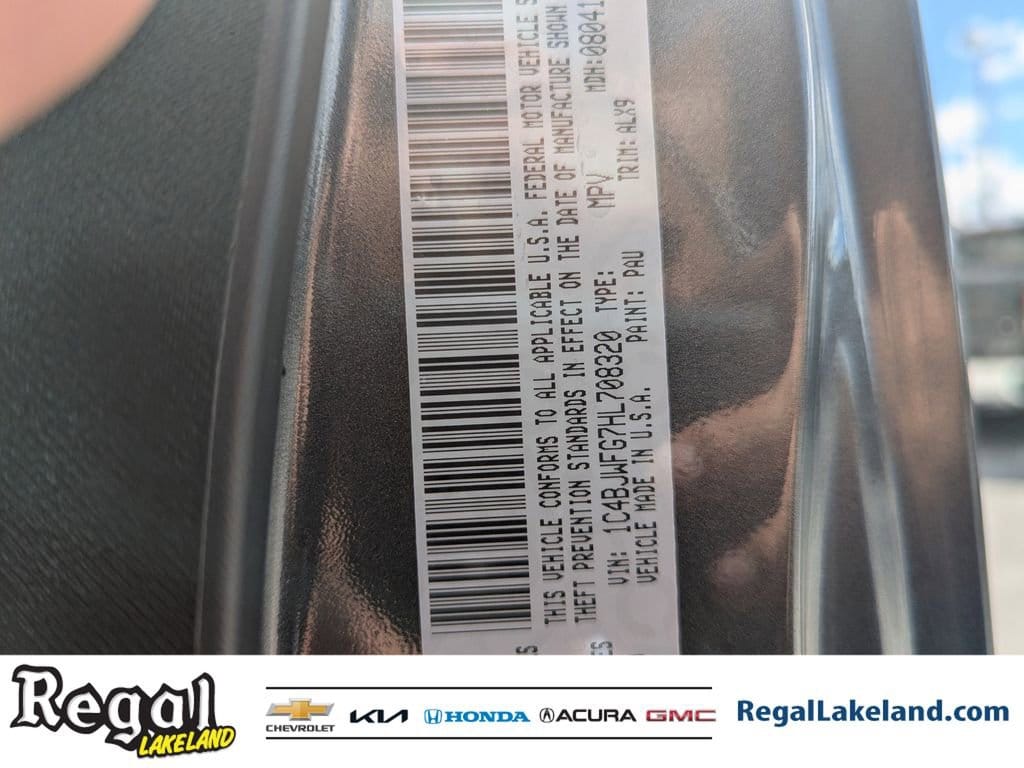 THIS VEHICLE CONFORMS TO ALL APPLICABLE U.S.A. FEDERAL MOTOR VEHICLE S
THEFT PREVENTION STANDARDS IN EFFECT ON THE DATE OF MANUFACTURE SHOWN
VIN: 1C4BJWFG7HL708320 TYPE: MPV MDH:08041
VEHICLE MADE IN U.S.A. PAINT: PAU TRIM:ALX9
Regal
LAKELAND
CHEVROLET KIA HONDA ACURA GMC
RegalLakeland.com